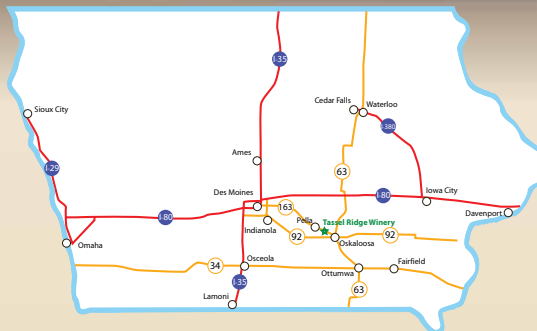 I-35
Cedar Falls
Waterloo
Sioux City
I-380
Ames
I-29
63
Des Moines
I-80
Iowa City
163
Pella
Tassel Ridge Winery
Davenport
I-80
Indianola
92
92
Oskaloosa
Omaha
34
Osceola
Fairfield
Ottumwa
I-35
63
Lamoni